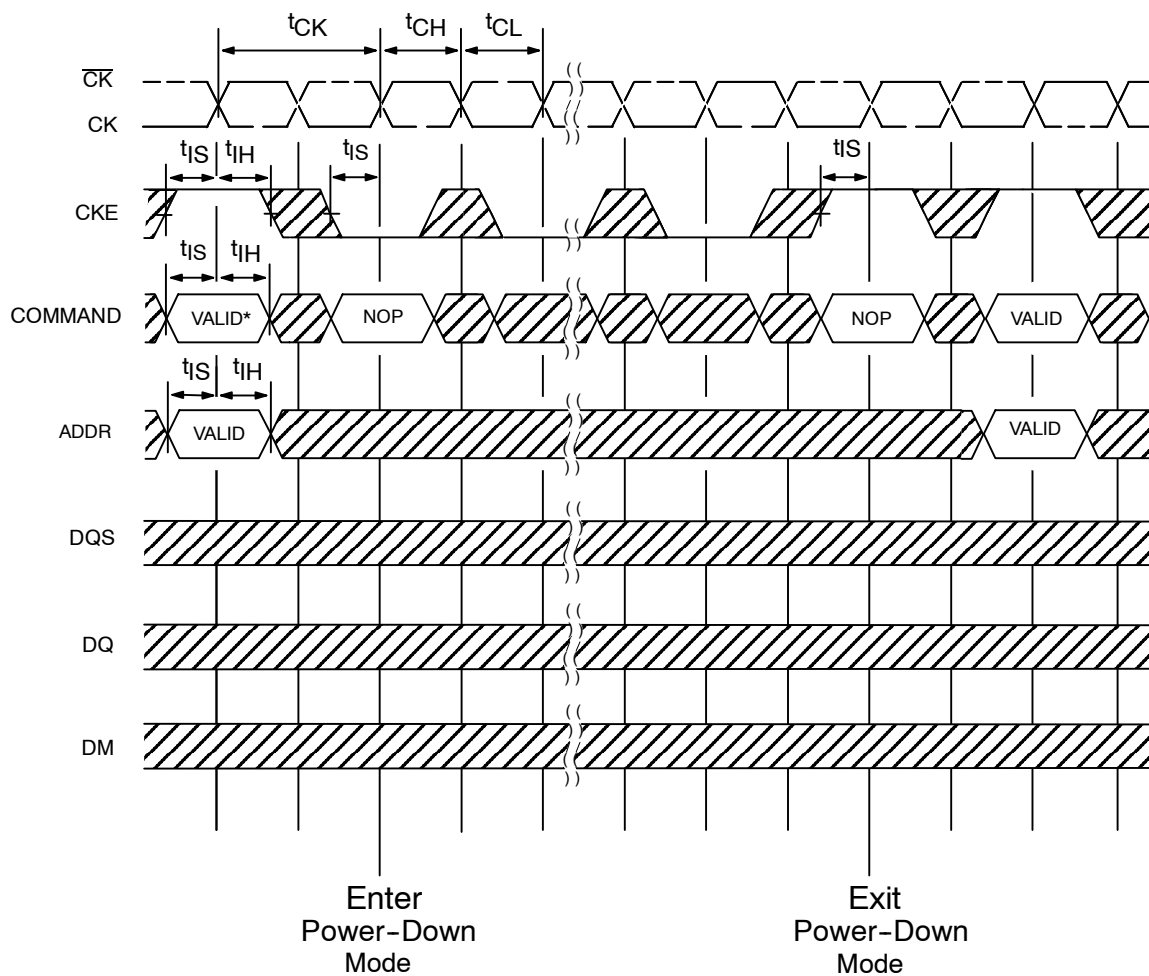 tCK tCH tCL
C̅K̅
CK
tIS tIH tIS tIS
CKE
tIS tIH
COMMAND VALID* NOP NOP VALID
tIS tIH
ADDR VALID VALID
DQS
DQ
DM
Enter Exit
Power-Down Power-Down
Mode Mode